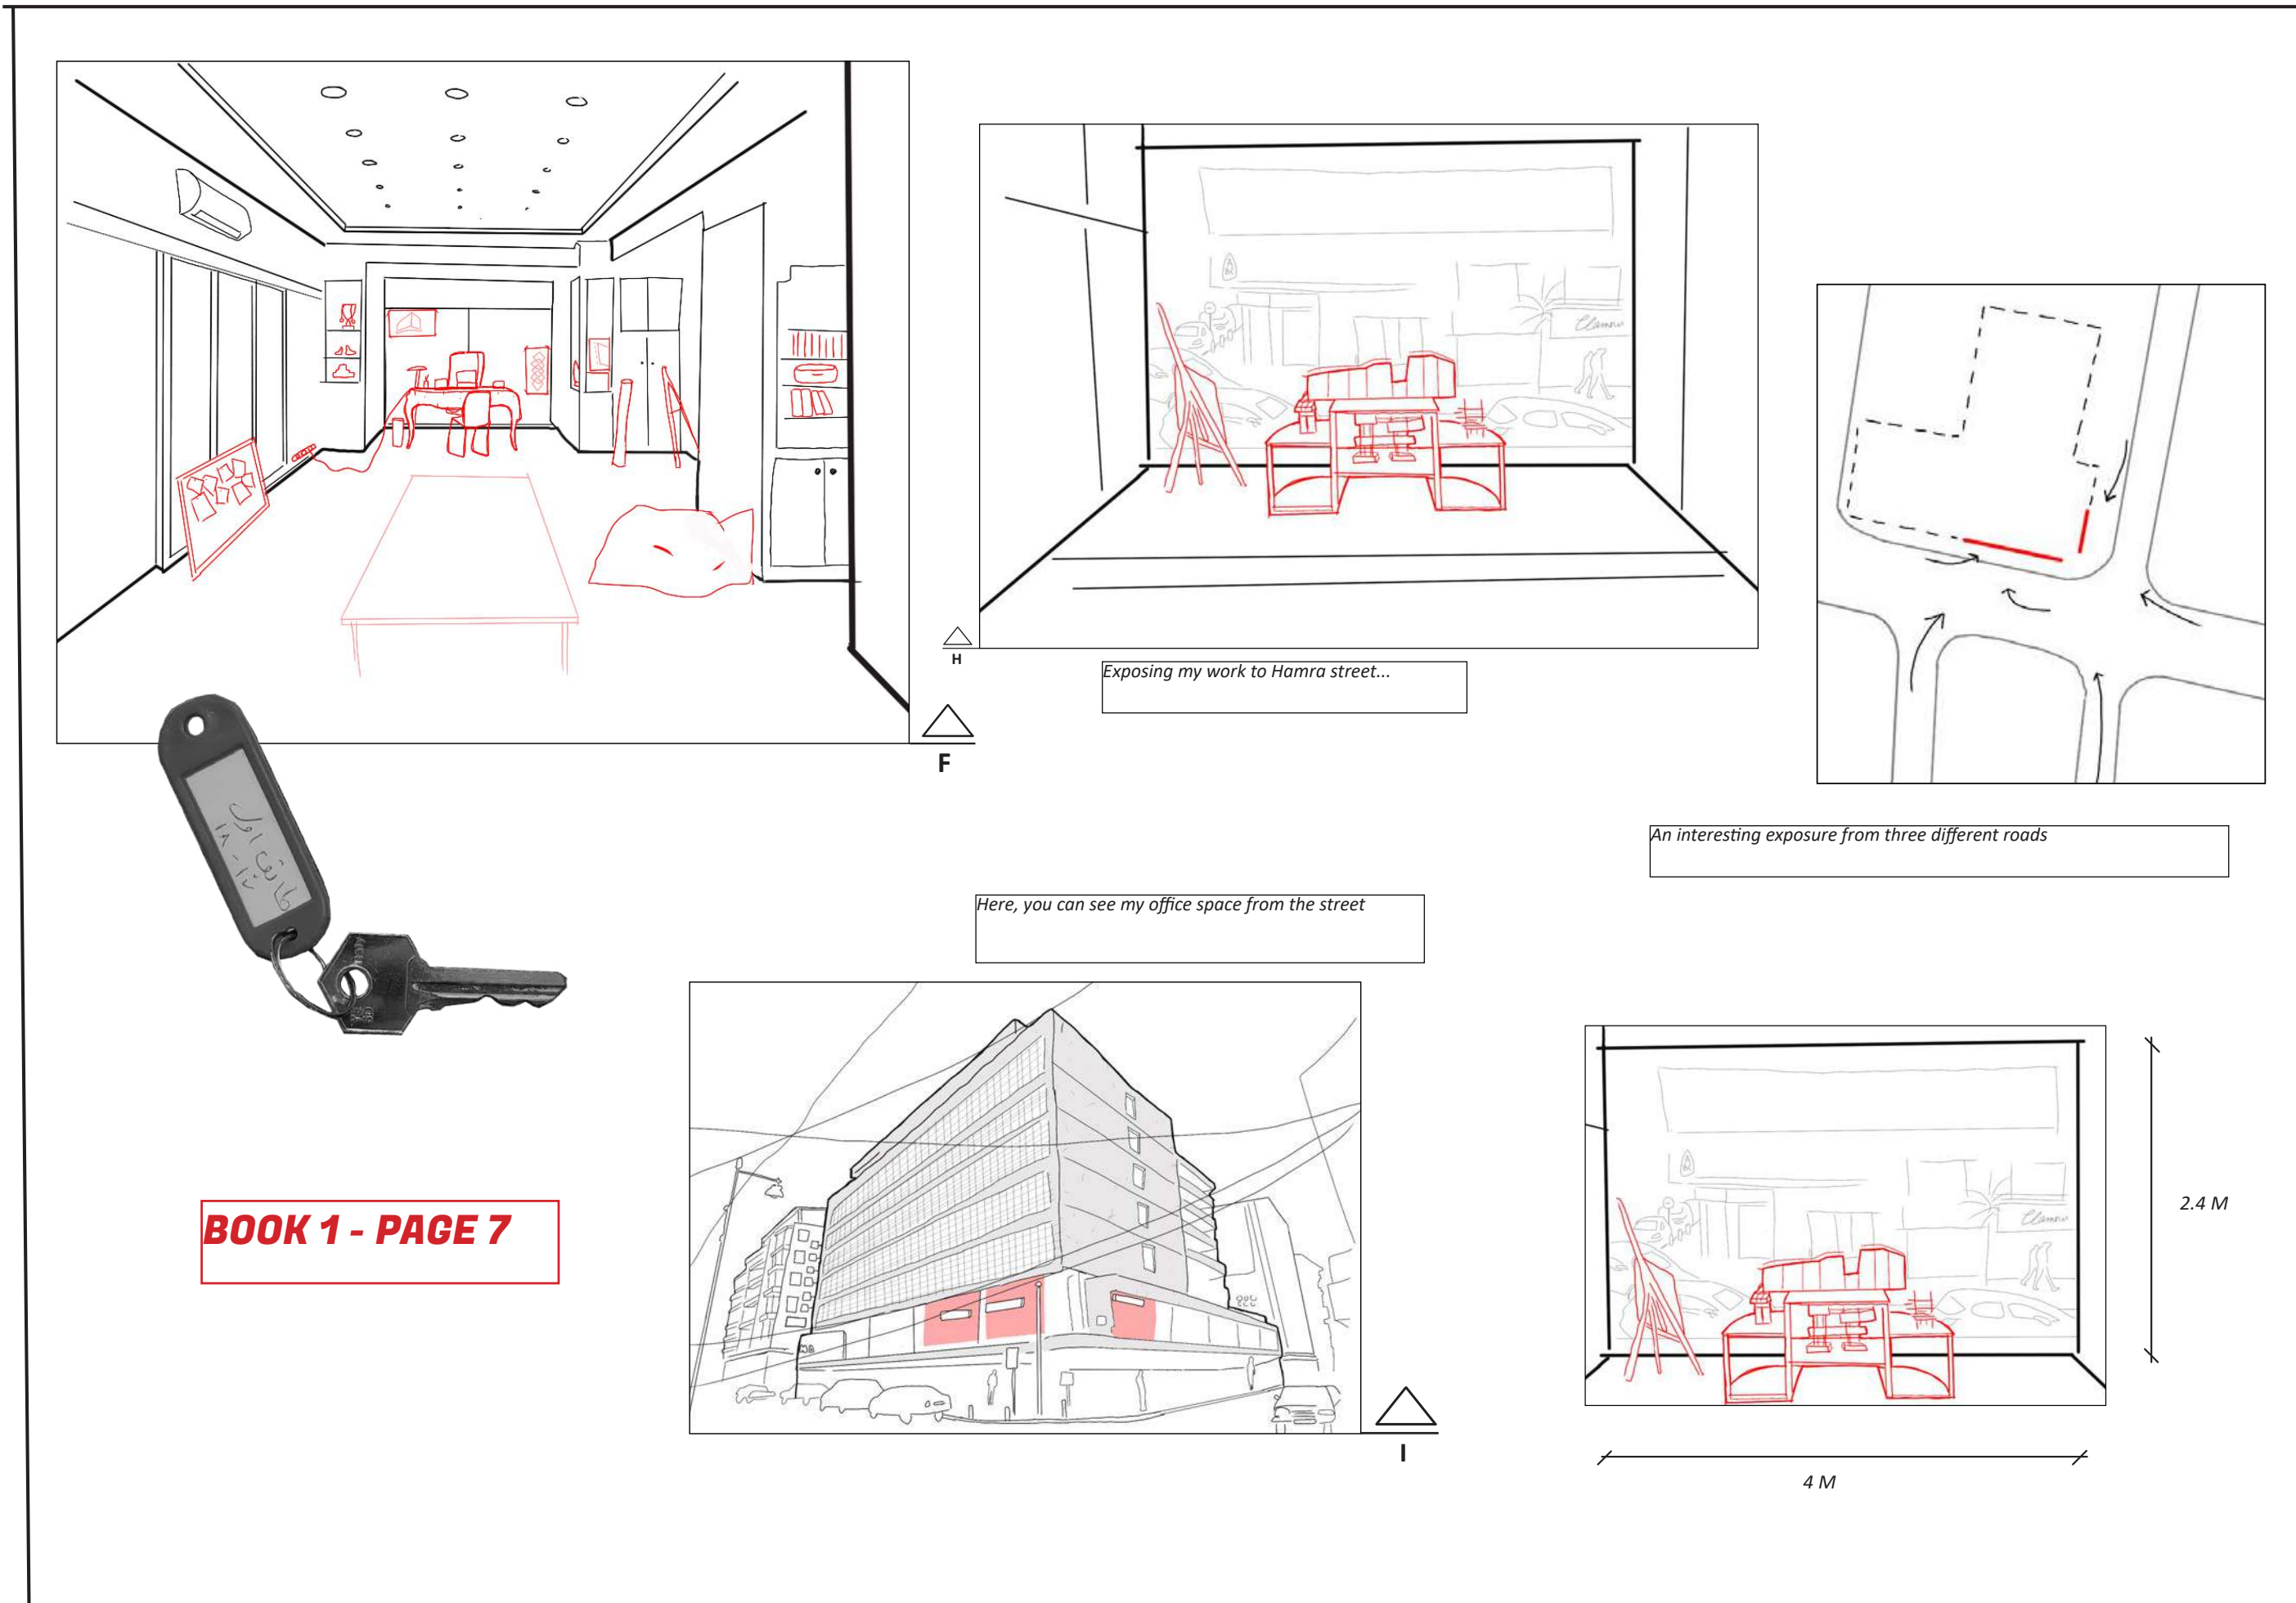 H
Exposing my work to Hamra street...
F
An interesting exposure from three different roads
Here, you can see my office space from the street
BOOK 1 - PAGE 7
2.4 M
4 M
I